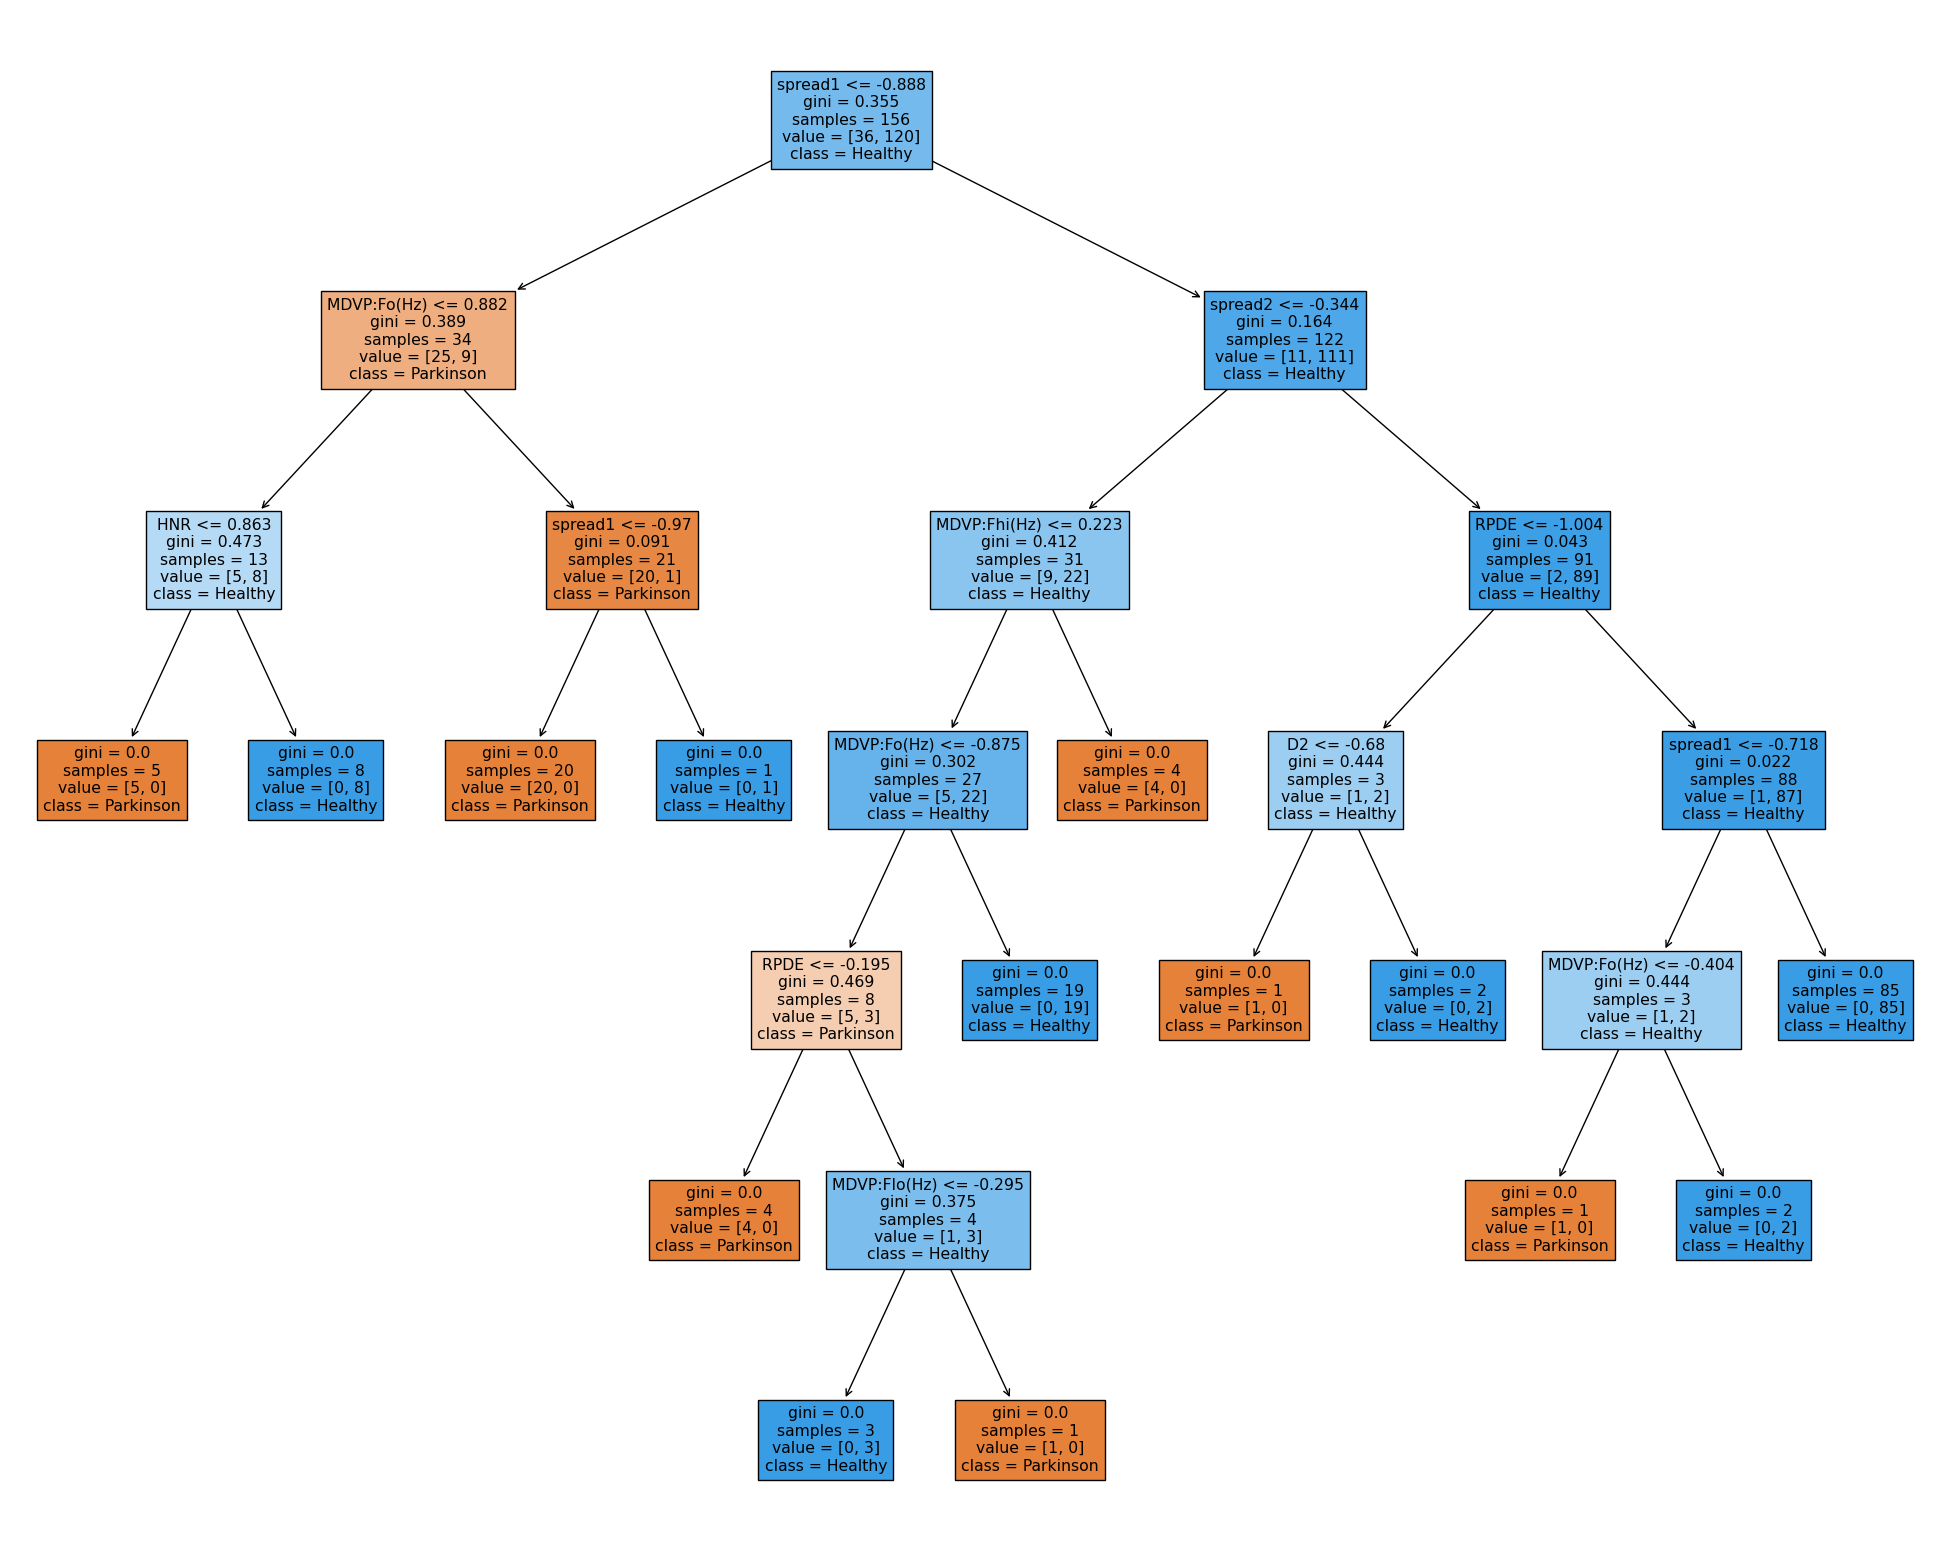 spread1 <= -0.888
gini = 0.355
samples = 156
value = [36, 120]
class = Healthy
MDVP:Fo(Hz) <= 0.882
gini = 0.389
samples = 34
value = [25, 9]
class = Parkinson
spread2 <= -0.344
gini = 0.164
samples = 122
value = [11, 111]
class = Healthy
HNR <= 0.863
gini = 0.473
samples = 13
value = [5, 8]
class = Healthy
spread1 <= -0.97
gini = 0.091
samples = 21
value = [20, 1]
class = Parkinson
MDVP:Fhi(Hz) <= 0.223
gini = 0.412
samples = 31
value = [9, 22]
class = Healthy
RPDE <= -1.004
gini = 0.043
samples = 91
value = [2, 89]
class = Healthy
gini = 0.0
samples = 5
value = [5, 0]
class = Parkinson
gini = 0.0
samples = 8
value = [0, 8]
class = Healthy
gini = 0.0
samples = 20
value = [20, 0]
class = Parkinson
gini = 0.0
samples = 1
value = [0, 1]
class = Healthy
MDVP:Fo(Hz) <= -0.875
gini = 0.302
samples = 27
value = [5, 22]
class = Healthy
gini = 0.0
samples = 4
value = [4, 0]
class = Parkinson
D2 <= -0.68
gini = 0.444
samples = 3
value = [1, 2]
class = Healthy
spread1 <= -0.718
gini = 0.022
samples = 88
value = [1, 87]
class = Healthy
RPDE <= -0.195
gini = 0.469
samples = 8
value = [5, 3]
class = Parkinson
gini = 0.0
samples = 19
value = [0, 19]
class = Healthy
gini = 0.0
samples = 1
value = [1, 0]
class = Parkinson
gini = 0.0
samples = 2
value = [0, 2]
class = Healthy
MDVP:Fo(Hz) <= -0.404
gini = 0.444
samples = 3
value = [1, 2]
class = Healthy
gini = 0.0
samples = 85
value = [0, 85]
class = Healthy
gini = 0.0
samples = 4
value = [4, 0]
class = Parkinson
MDVP:Flo(Hz) <= -0.295
gini = 0.375
samples = 4
value = [1, 3]
class = Healthy
gini = 0.0
samples = 1
value = [1, 0]
class = Parkinson
gini = 0.0
samples = 2
value = [0, 2]
class = Healthy
gini = 0.0
samples = 3
value = [0, 3]
class = Healthy
gini = 0.0
samples = 1
value = [1, 0]
class = Parkinson